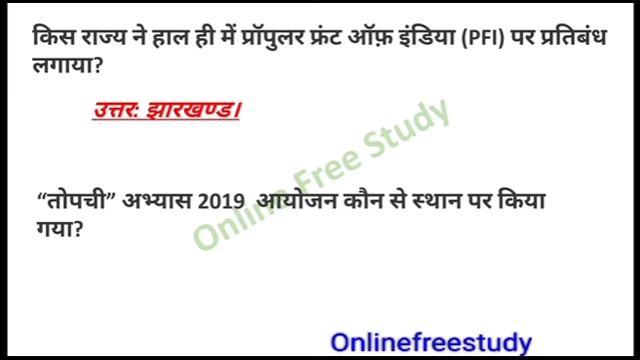 किस राज्य ने हाल ही में प्रॉपुलर फ्रंट ऑफ़ इंडिया (PFI) पर प्रतिबंध
लगाया?
उत्तर: झारखण्ड।
Online Free Study
“तोपची” अभ्यास 2019 आयोजन कौन से स्थान पर किया
गया?
Onlinefreestudy